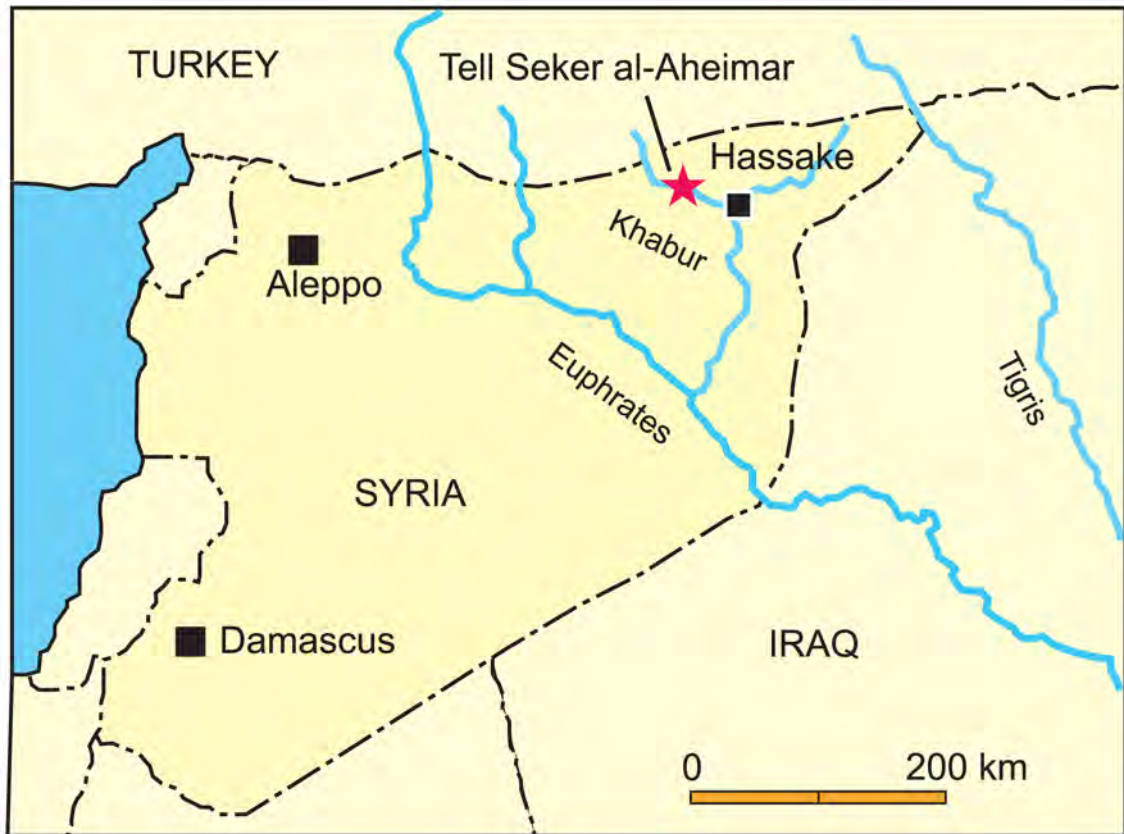 TURKEY
Tell Seker al-Aheimar
Hassake
Khabur
Aleppo
Euphrates
Tigris
SYRIA
Damascus
IRAQ
0 200 km